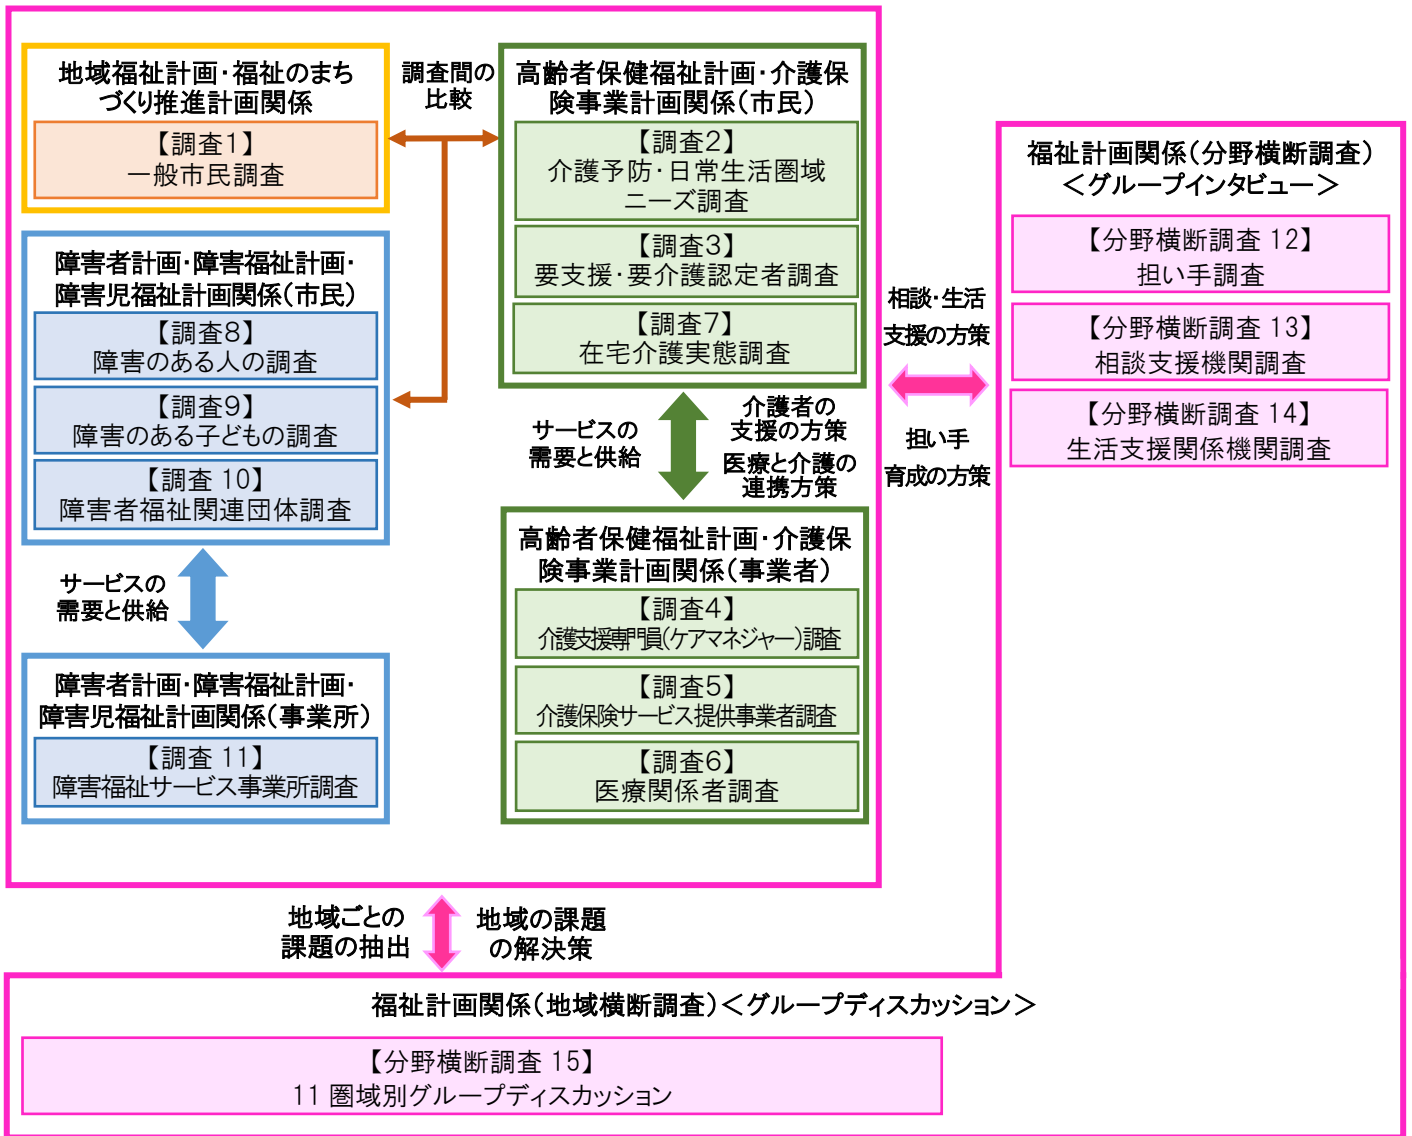 地域福祉計画・福祉のまち
づくり推進計画関係
【調査1】
一般市民調査
調査間の
比較
高齢者保健福祉計画・介護保
険事業計画関係（市民）
【調査2】
介護予防・日常生活圏域
ニーズ調査
【調査3】
要支援・要介護認定者調査
【調査7】
在宅介護実態調査
障害者計画・障害福祉計画・
障害児福祉計画関係（市民）
【調査8】
障害のある人の調査
【調査9】
障害のある子どもの調査
【調査 10】
障害者福祉関連団体調査
サービスの
需要と供給
障害者計画・障害福祉計画・
障害児福祉計画関係（事業所）
【調査 11】
障害福祉サービス事業所調査
サービスの
需要と供給
介護者の
支援の方策
医療と介護の
連携方策
高齢者保健福祉計画・介護保
険事業計画関係（事業者）
【調査4】
介護支援専門員（ケアマネジャー）調査
【調査5】
介護保険サービス提供事業者調査
【調査6】
医療関係者調査
相談・生活
支援の方策
担い手
育成の方策
福祉計画関係（分野横断調査）
＜グループインタビュー＞
【分野横断調査 12】
担い手調査
【分野横断調査 13】
相談支援機関調査
【分野横断調査 14】
生活支援関係機関調査
地域ごとの
課題の抽出
地域の課題
の解決策
福祉計画関係（地域横断調査）＜グループディスカッション＞
【分野横断調査 15】
11 圏域別グループディスカッション